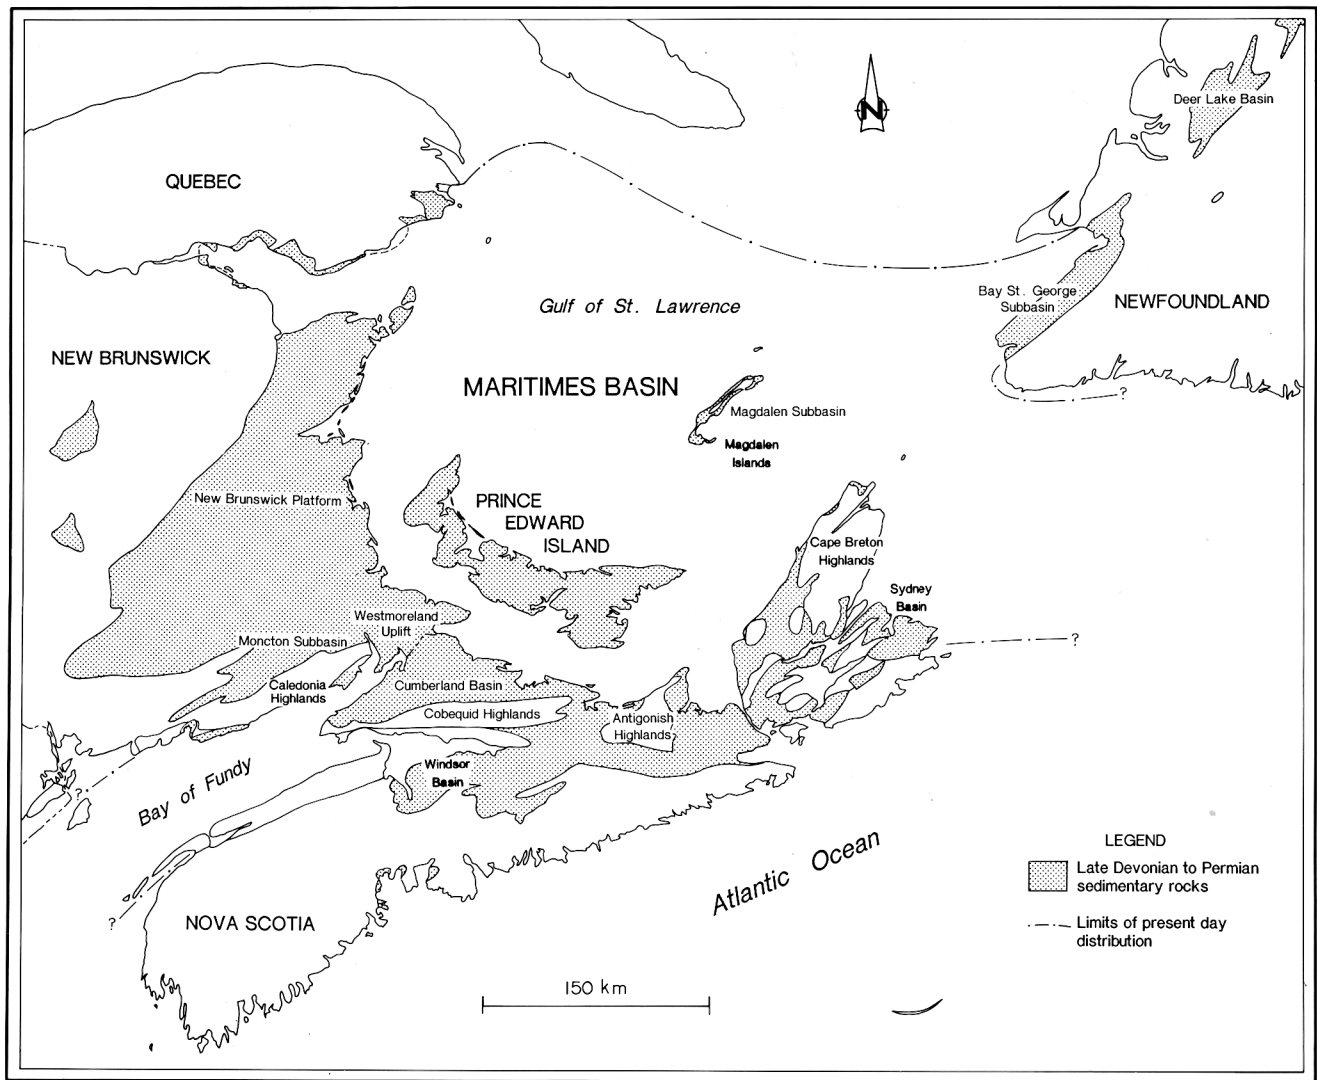 N
Deer Lake Basin
QUEBEC
Gulf of St. Lawrence
Bay St. George
Subbasin
NEWFOUNDLAND
NEW BRUNSWICK
MARITIMES BASIN
?
Magdalen Subbasin
Magdalen
Islands
New Brunswick Platform
PRINCE
EDWARD
ISLAND
Cape Breton
Highlands
Sydney
Basin
Westmoreland
Uplift
Moncton Subbasin
?
Caledonia
Highlands
Cumberland Basin
Cobequid Highlands
Antigonish
Highlands
Windsor
Basin
?
Bay of Fundy
Atlantic Ocean
?
NOVA SCOTIA
LEGEND
Late Devonian to Permian
sedimentary rocks
Limits of present day
distribution
150 km